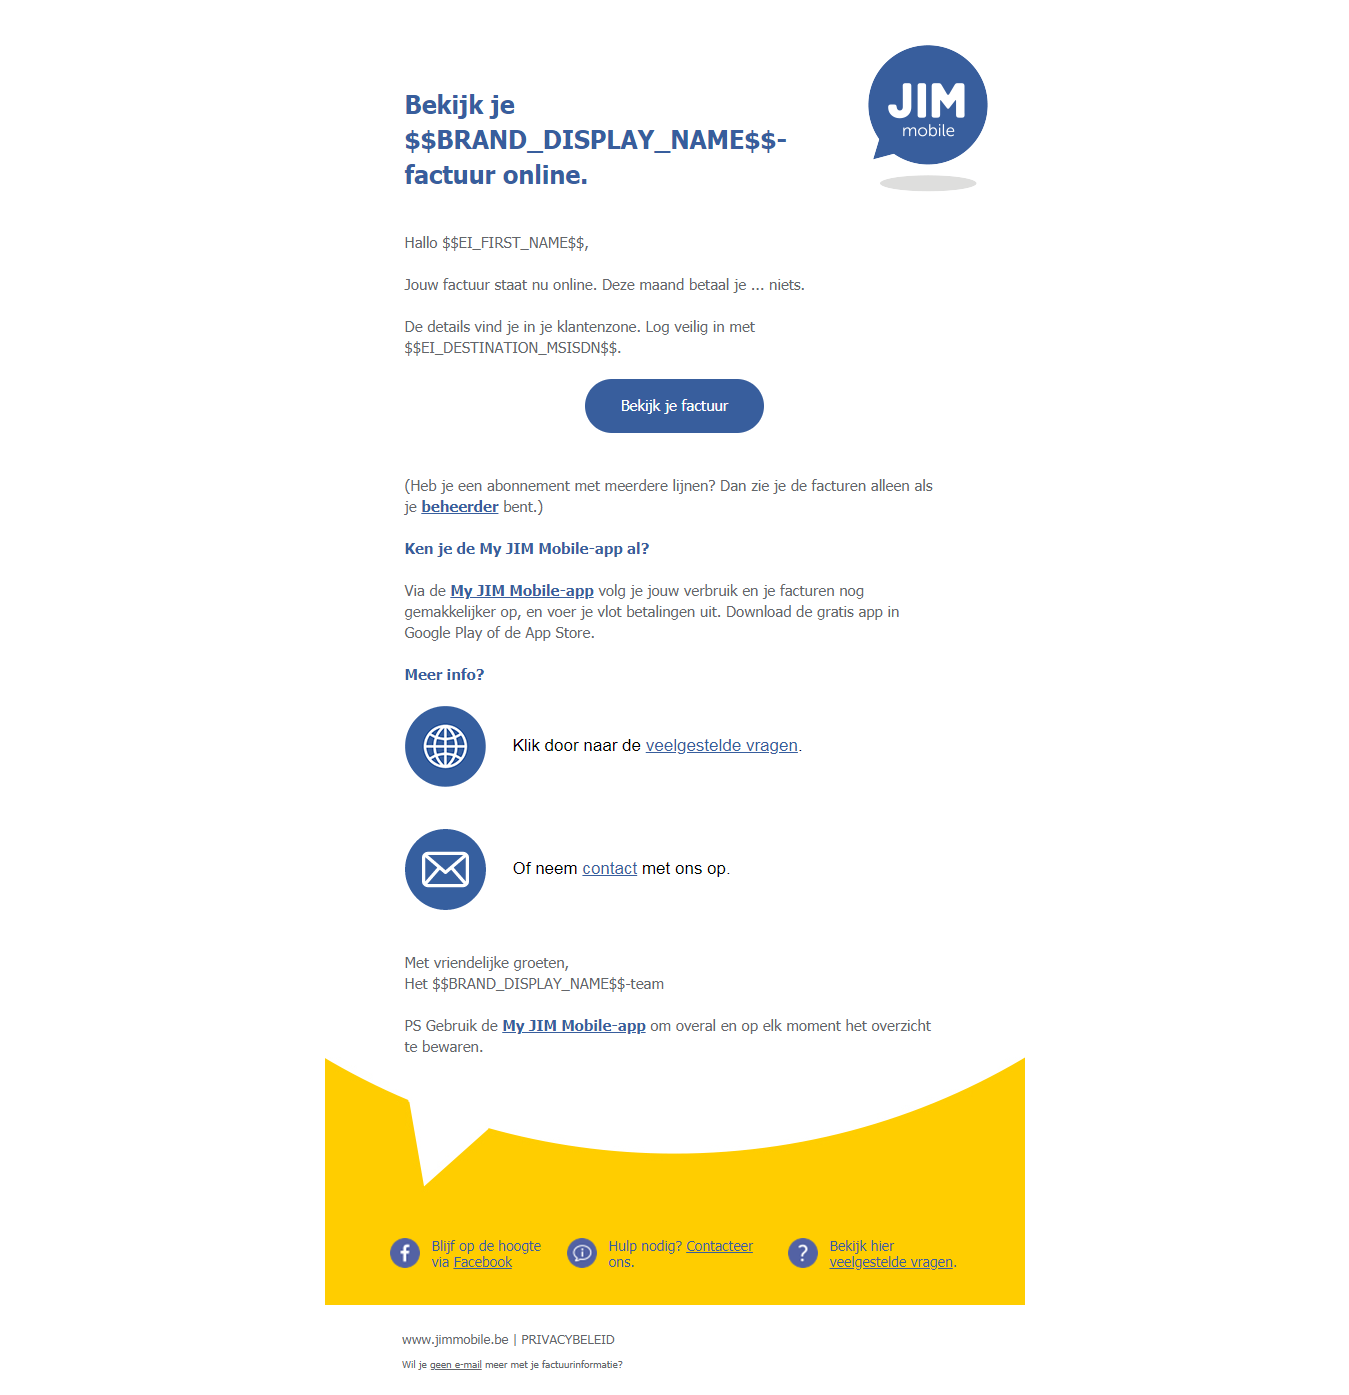 JIM
mobile
Bekijk je
$$BRAND_DISPLAY_NAME$$-
factuur online.
Hallo $$EI_FIRST_NAME$$,
Jouw factuur staat nu online. Deze maand betaal je ... niets.
De details vind je in je klantenzone. Log veilig in met
$$EI_DESTINATION_MSISDN$$.
Bekijk je factuur
(Heb je een abonnement met meerdere lijnen? Dan zie je de facturen alleen als
je beheerder bent.)
Ken je de My JIM Mobile-app al?
Via de My JIM Mobile-app volg je jouw verbruik en je facturen nog
gemakkelijker op, en voer je vlot betalingen uit. Download de gratis app in
Google Play of de App Store.
Meer info?
Klik door naar de veelgestelde vragen.
Of neem contact met ons op.
Met vriendelijke groeten,
Het $$BRAND_DISPLAY_NAME$$-team
PS Gebruik de My JIM Mobile-app om overal en op elk moment het overzicht
te bewaren.
Blijf op de hoogte
via Facebook
Hulp nodig? Contacteer
ons.
Bekijk hier
veelgestelde vragen.
www.jimmobile.be | PRIVACYBELEID
Wil je geen e-mail meer met je factuurinformatie?